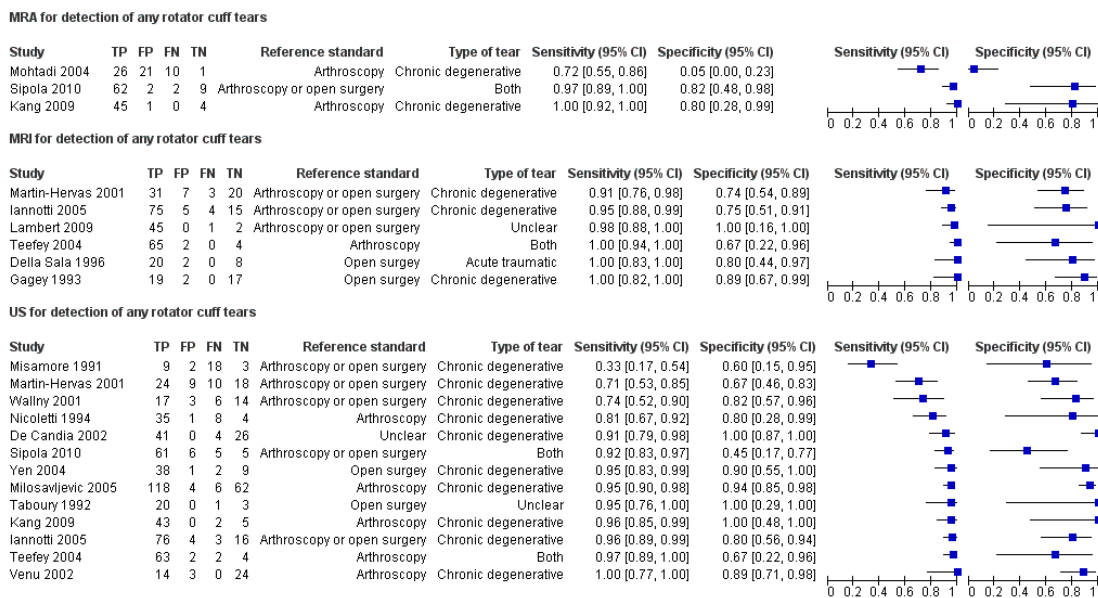 MRA for detection of any rotator cuff tears
Study TP FP FN TN Reference standard Type of tear Sensitivity (95% CI) Specificity (95% CI) Sensitivity (95% CI) Specificity (95% CI)
Mohtadi 2004 26 21 10 1 Arthroscopy Chronic degenerative 0.72 [0.55, 0.86] 0.05 [0.00, 0.23]
Sipola 2010 62 2 2 9 Arthroscopy or open surgery Both 0.97 [0.89, 1.00] 0.82 [0.48, 0.98]
Kang 2009 45 1 0 4 Arthroscopy Chronic degenerative 1.00 [0.92, 1.00] 0.80 [0.28, 0.99]
0 0.2 0.4 0.6 0.8 1 0 0.2 0.4 0.6 0.8 1
MRI for detection of any rotator cuff tears
Study TP FP FN TN Reference standard Type of tear Sensitivity (95% CI) Specificity (95% CI) Sensitivity (95% CI) Specificity (95% CI)
Martin-Hervas 2001 31 7 3 20 Arthroscopy or open surgery Chronic degenerative 0.91 [0.76, 0.98] 0.74 [0.54, 0.89]
Iannotti 2005 75 5 4 15 Arthroscopy or open surgery Chronic degenerative 0.95 [0.88, 0.99] 0.75 [0.51, 0.91]
Lambert 2009 45 0 1 2 Arthroscopy or open surgery Unclear 0.98 [0.88, 1.00] 1.00 [0.16, 1.00]
Teefey 2004 65 2 0 4 Arthroscopy Both 1.00 [0.94, 1.00] 0.67 [0.22, 0.96]
Della Sala 1996 20 2 0 8 Open surgey Acute traumatic 1.00 [0.83, 1.00] 0.80 [0.44, 0.97]
Gagey 1993 19 2 0 17 Open surgey Chronic degenerative 1.00 [0.82, 1.00] 0.89 [0.67, 0.99]
0 0.2 0.4 0.6 0.8 1 0 0.2 0.4 0.6 0.8 1
US for detection of any rotator cuff tears
Study TP FP FN TN Reference standard Type of tear Sensitivity (95% CI) Specificity (95% CI) Sensitivity (95% CI) Specificity (95% CI)
Misamore 1991 9 2 18 3 Arthroscopy or open surgery Chronic degenerative 0.33 [0.17, 0.54] 0.60 [0.15, 0.95]
Martin-Hervas 2001 24 9 10 18 Arthroscopy or open surgery Chronic degenerative 0.71 [0.53, 0.85] 0.67 [0.46, 0.83]
Wallny 2001 17 3 6 14 Arthroscopy or open surgery Chronic degenerative 0.74 [0.52, 0.90] 0.82 [0.57, 0.96]
Nicoletti 1994 35 1 8 4 Arthroscopy Chronic degenerative 0.81 [0.67, 0.92] 0.80 [0.28, 0.99]
De Candia 2002 41 0 4 26 Unclear Chronic degenerative 0.91 [0.79, 0.98] 1.00 [0.87, 1.00]
Sipola 2010 61 6 5 5 Arthroscopy or open surgery Both 0.92 [0.83, 0.97] 0.45 [0.17, 0.77]
Yen 2004 38 1 2 9 Open surgey Chronic degenerative 0.95 [0.83, 0.99] 0.90 [0.55, 1.00]
Milosavljevic 2005 118 4 6 62 Arthroscopy Chronic degenerative 0.95 [0.90, 0.98] 0.94 [0.85, 0.98]
Taboury 1992 20 0 1 3 Open surgey Unclear 0.95 [0.76, 1.00] 1.00 [0.29, 1.00]
Kang 2009 43 0 2 5 Arthroscopy Chronic degenerative 0.96 [0.85, 0.99] 1.00 [0.48, 1.00]
Iannotti 2005 76 4 3 16 Arthroscopy or open surgery Chronic degenerative 0.96 [0.89, 0.99] 0.80 [0.56, 0.94]
Teefey 2004 63 2 2 4 Arthroscopy Both 0.97 [0.89, 1.00] 0.67 [0.22, 0.96]
Venu 2002 14 3 0 24 Arthroscopy Chronic degenerative 1.00 [0.77, 1.00] 0.89 [0.71, 0.98]
0 0.2 0.4 0.6 0.8 1 0 0.2 0.4 0.6 0.8 1